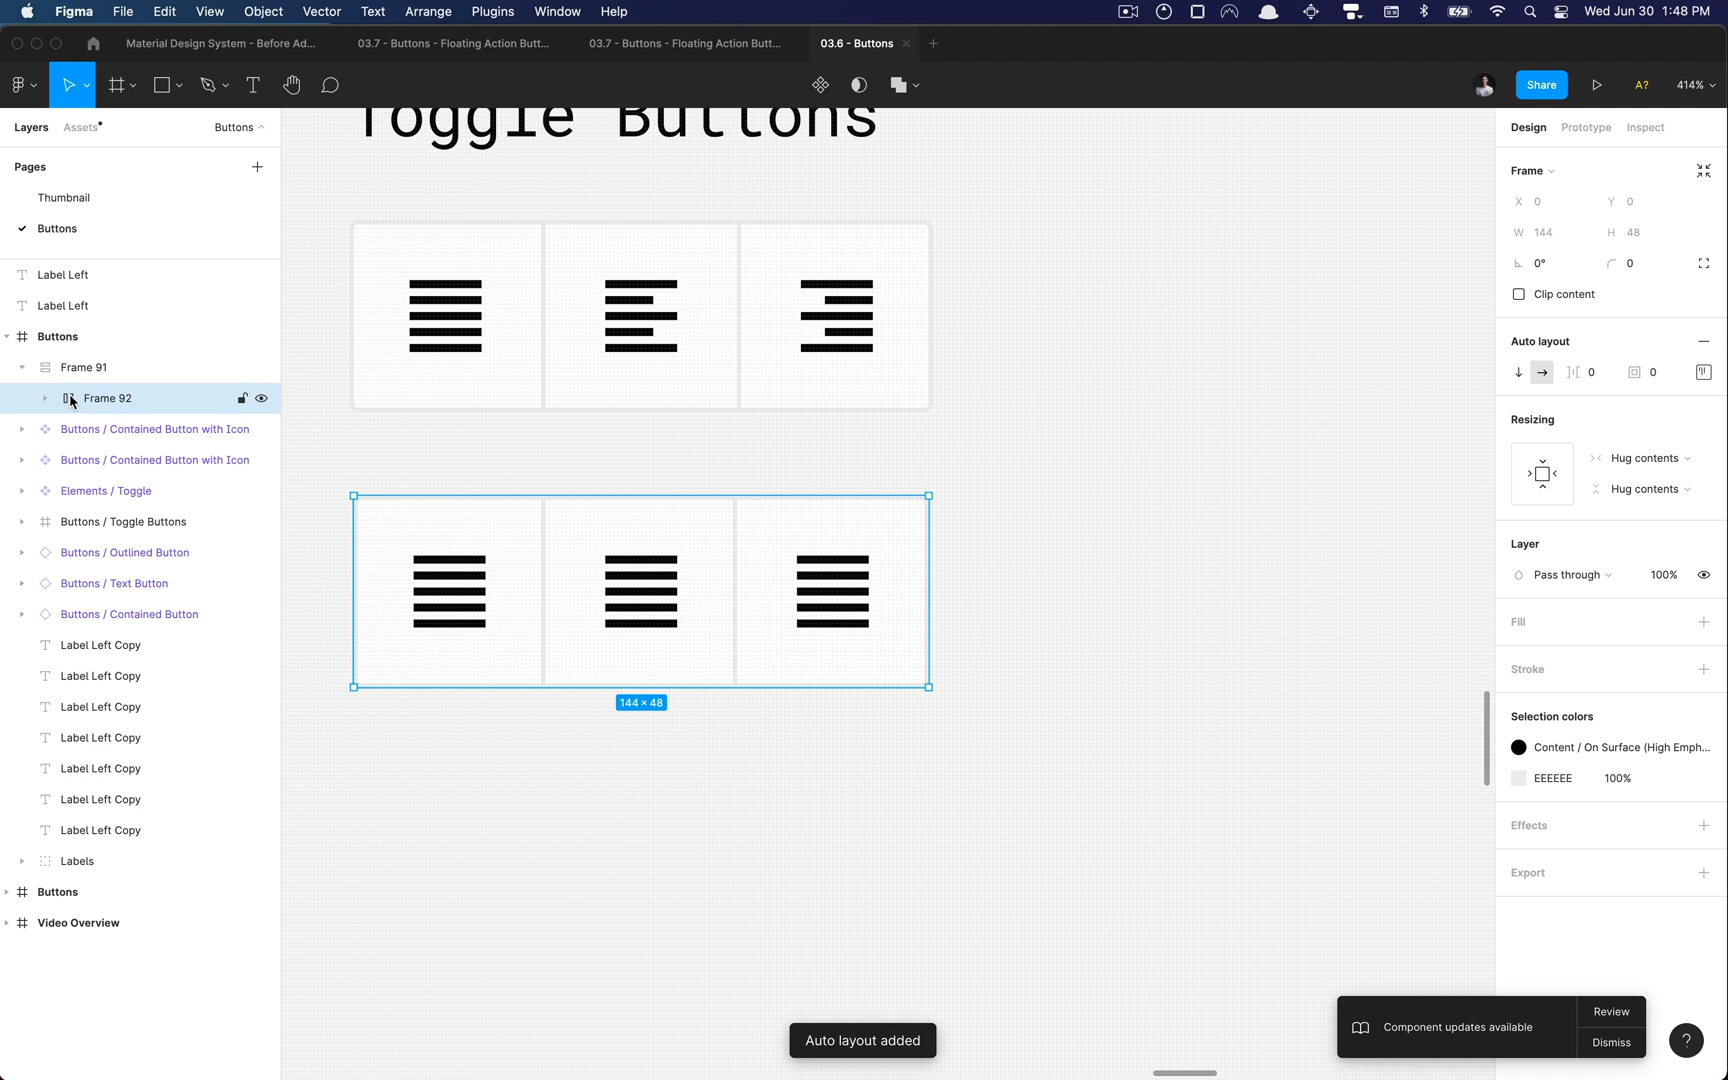 Figma File Edit View Object Vector Text Arrange Plugins Window Help Wed Jun 30 1:48 PM
Material Design System - Before Ad... 03.7 - Buttons - Floating Action Butt... 03.7 - Buttons - Floating Action Butt... 03.6 - Buttons
Share A? 414%
Layers Assets Buttons
Pages
Thumbnail
Buttons
Label Left
Label Left
Buttons
Frame 91
Frame 92
Buttons / Contained Button with Icon
Buttons / Contained Button with Icon
Elements / Toggle
Buttons / Toggle Buttons
Buttons / Outlined Button
Buttons / Text Button
Buttons / Contained Button
Label Left Copy
Label Left Copy
Label Left Copy
Label Left Copy
Label Left Copy
Label Left Copy
Label Left Copy
Labels
Buttons
Video Overview
Toggle Buttons
144 × 48
Auto layout added
Design Prototype Inspect
Frame
X 0 Y 0
W 144 H 48
0° 0
Clip content
Auto layout
0 0
Resizing
Hug contents
Hug contents
Layer
Pass through 100%
Fill
Stroke
Selection colors
Content / On Surface (High Emph...
EEEEEE 100%
Effects
Export
Component updates available
Review
Dismiss
?